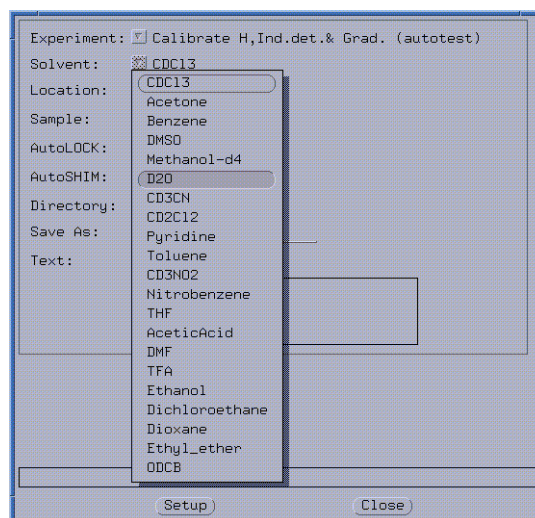 Experiment: Calibrate H,Ind.det.& Grad. (autotest)
Solvent: CDCl3
Location:
Sample:
AutoLOCK:
AutoSHIM:
Directory:
Save As:
Text:
CDCl3
Acetone
Benzene
DMSO
Methanol-d4
D2O
CD3CN
CD2Cl2
Pyridine
Toluene
CD3NO2
Nitrobenzene
THF
AceticAcid
DMF
TFA
Ethanol
Dichloroethane
Dioxane
Ethyl_ether
ODCB
Setup Close